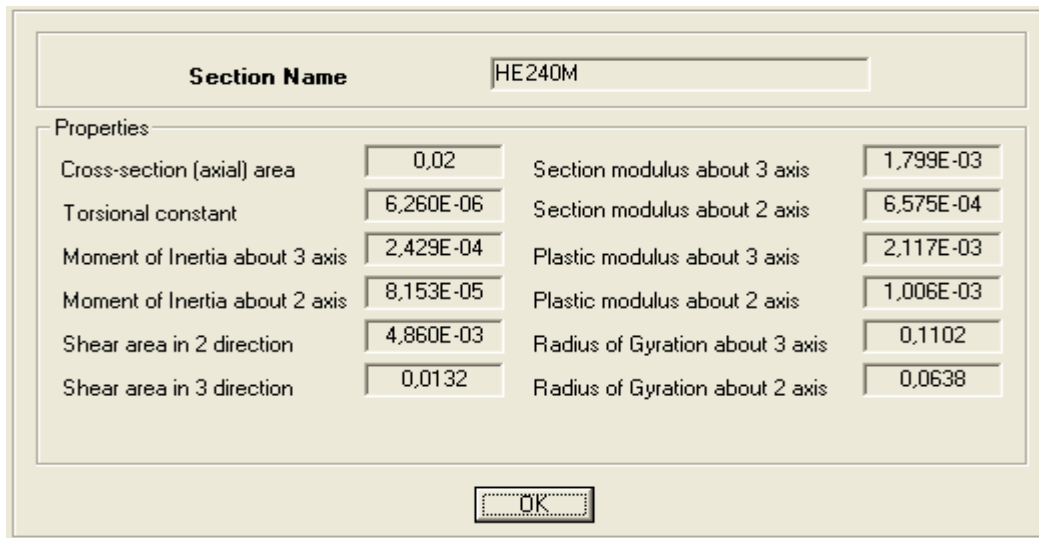 Section Name HE240M
Properties
Cross-section (axial) area 0,02 Section modulus about 3 axis 1,799E-03
Torsional constant 6,260E-06 Section modulus about 2 axis 6,575E-04
Moment of Inertia about 3 axis 2,429E-04 Plastic modulus about 3 axis 2,117E-03
Moment of Inertia about 2 axis 8,153E-05 Plastic modulus about 2 axis 1,006E-03
Shear area in 2 direction 4,860E-03 Radius of Gyration about 3 axis 0,1102
Shear area in 3 direction 0,0132 Radius of Gyration about 2 axis 0,0638
OK